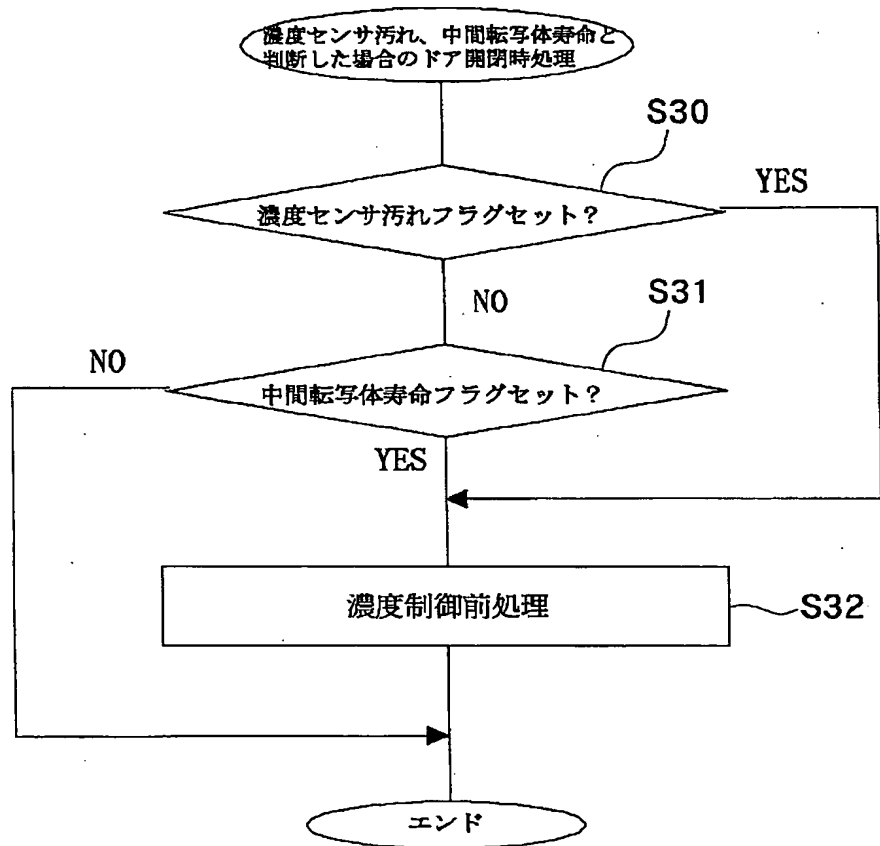 濃度センサ汚れ、中間転写体寿命と
判断した場合のドア開閉時処理
S30
YES
濃度センサ汚れフラグセット？
NO
S31
NO
中間転写体寿命フラグセット？
YES
濃度制御前処理
S32
エンド